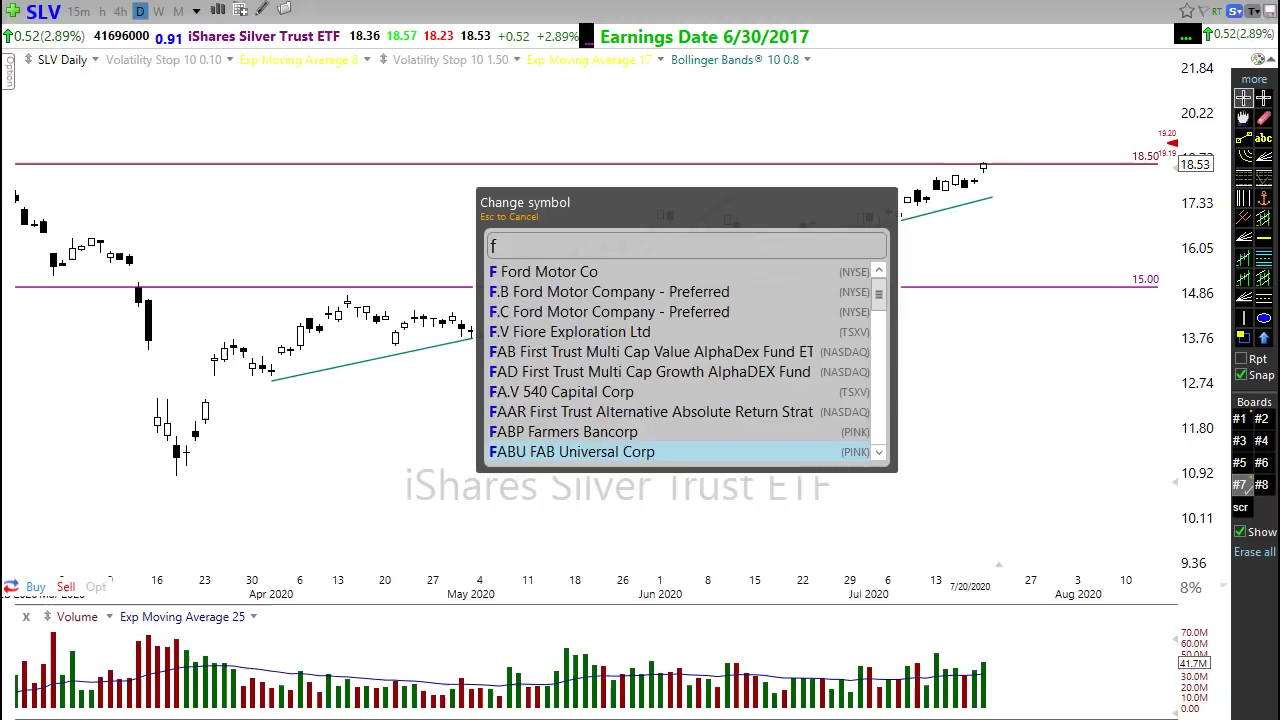 SLV 15m h 4h D W M
RT S T
0.52(2.89%) 41696000 0.91 iShares Silver Trust ETF 18.36 18.57 18.23 18.53 +0.52 +2.89% Earnings Date 6/30/2017 ... 0.52(2.89%)
Option
SLV Daily Volatility Stop 10 0.10 Exp Moving Average 8 Volatility Stop 10 1.50 Exp Moving Average 17 Bollinger Bands® 10 0.8
21.84
more
20.22
19.20
abc
18.50 19.19
18.53
17.33
16.05
15.00
14.86
13.76
12.74
11.80
10.92
10.11
9.36
Change symbol
Esc to Cancel
f
F Ford Motor Co (NYSE)
F.B Ford Motor Company - Preferred (NYSE)
F.C Ford Motor Company - Preferred (NYSE)
F.V Fiore Exploration Ltd (TSXV)
FAB First Trust Multi Cap Value AlphaDex Fund ET (NASDAQ)
FAD First Trust Multi Cap Growth AlphaDEX Fund (NASDAQ)
FA.V 540 Capital Corp (TSXV)
FAAR First Trust Alternative Absolute Return Strat (NASDAQ)
FABP Farmers Bancorp (PINK)
FABU FAB Universal Corp (PINK)
iShares Silver Trust ETF
Rpt
Snap
Boards
#1 #2
#3 #4
#5 #6
#7 #8
scr
Show
Erase all
16 23 30 6 13 20 27 4 11 18 26 1 8 15 22 29 6 13 7/20/2020 27 3 10
Apr 2020 May 2020 Jun 2020 Jul 2020 Aug 2020
Buy Sell Opt
8%
x Volume Exp Moving Average 25
70.0M
60.0M
50.0M
41.7M
30.0M
20.0M
10.00M
0.00